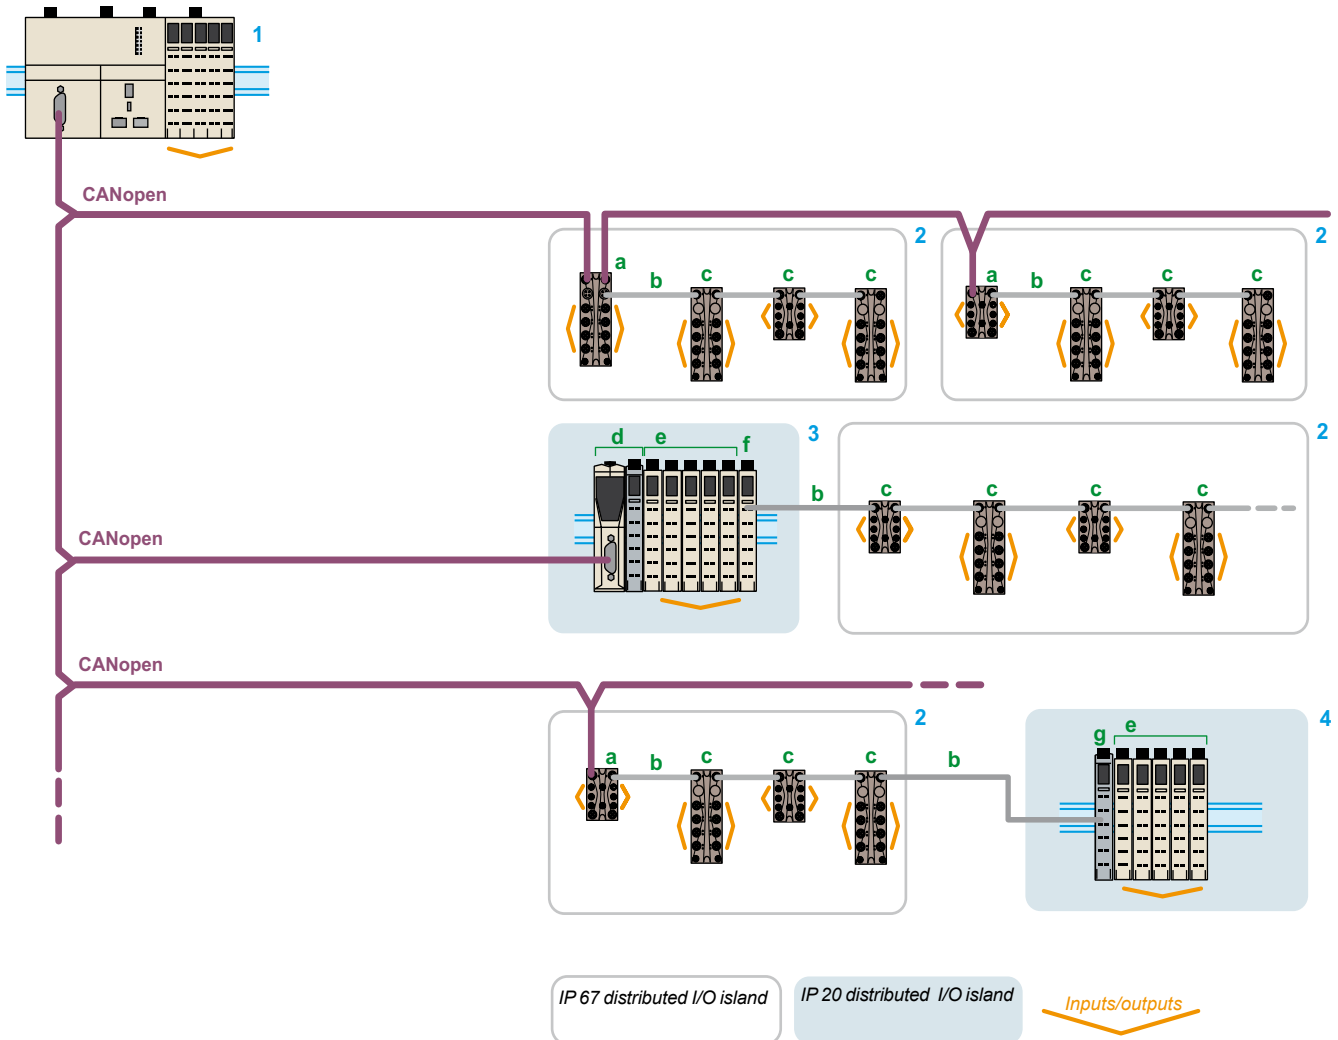 1
CANopen
2
2
a
b
c
c
c
a
b
c
c
c
3
2
d
e
f
b
c
c
c
c
CANopen
CANopen
2
4
a
b
c
c
c
b
g
e
IP 67 distributed I/O island
IP 20 distributed I/O island
Inputs/outputs